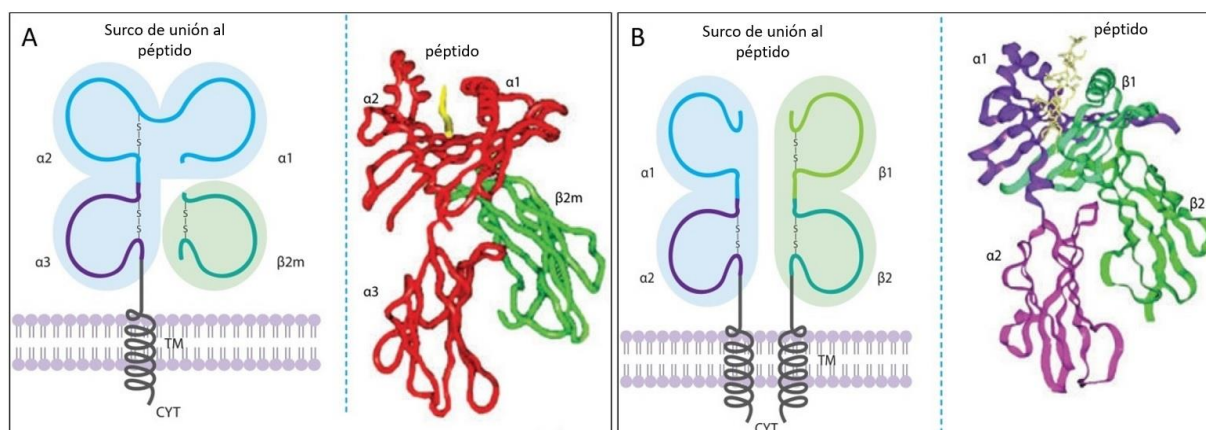 A
Surco de unión al
péptido
S
S
α2
α1
S
S
S
S
α3
β2m
TM
CYT
péptido
α1
α2
β2m
α3
B
Surco de unión al
péptido
S
S
α1
β1
S
S
S
S
α2
β2
TM
CYT
péptido
α1
β1
β2
α2